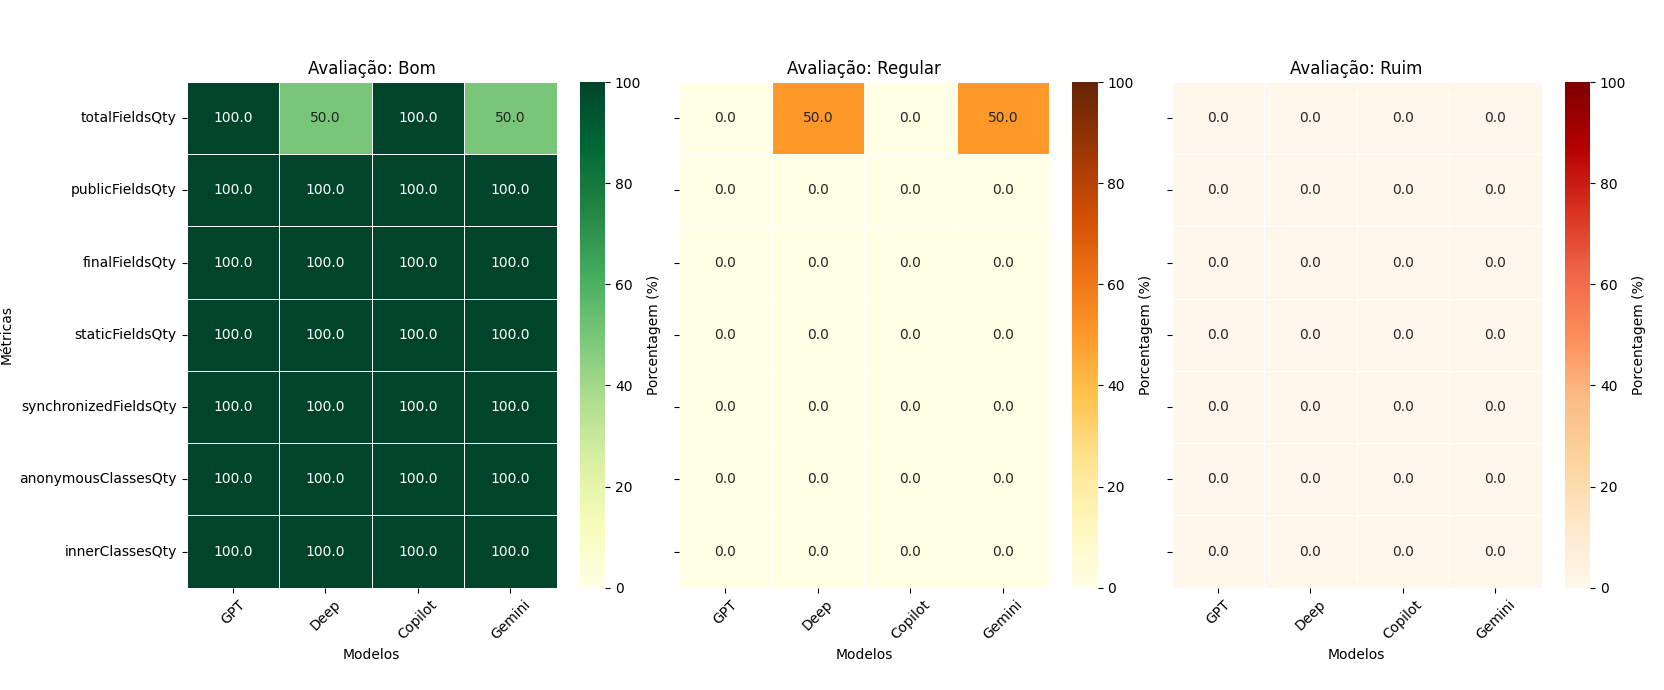 Avaliação: Bom
Métricas
totalFieldsQty 100.0 50.0 100.0 50.0
publicFieldsQty 100.0 100.0 100.0 100.0
finalFieldsQty 100.0 100.0 100.0 100.0
staticFieldsQty 100.0 100.0 100.0 100.0
synchronizedFieldsQty 100.0 100.0 100.0 100.0
anonymousClassesQty 100.0 100.0 100.0 100.0
innerClassesQty 100.0 100.0 100.0 100.0
GPT Deep Copilot Gemini
Modelos
100
80
60
40
20
0
Porcentagem (%)
Avaliação: Regular
0.0 50.0 0.0 50.0
0.0 0.0 0.0 0.0
0.0 0.0 0.0 0.0
0.0 0.0 0.0 0.0
0.0 0.0 0.0 0.0
0.0 0.0 0.0 0.0
0.0 0.0 0.0 0.0
GPT Deep Copilot Gemini
Modelos
100
80
60
40
20
0
Porcentagem (%)
Avaliação: Ruim
0.0 0.0 0.0 0.0
0.0 0.0 0.0 0.0
0.0 0.0 0.0 0.0
0.0 0.0 0.0 0.0
0.0 0.0 0.0 0.0
0.0 0.0 0.0 0.0
0.0 0.0 0.0 0.0
GPT Deep Copilot Gemini
Modelos
100
80
60
40
20
0
Porcentagem (%)